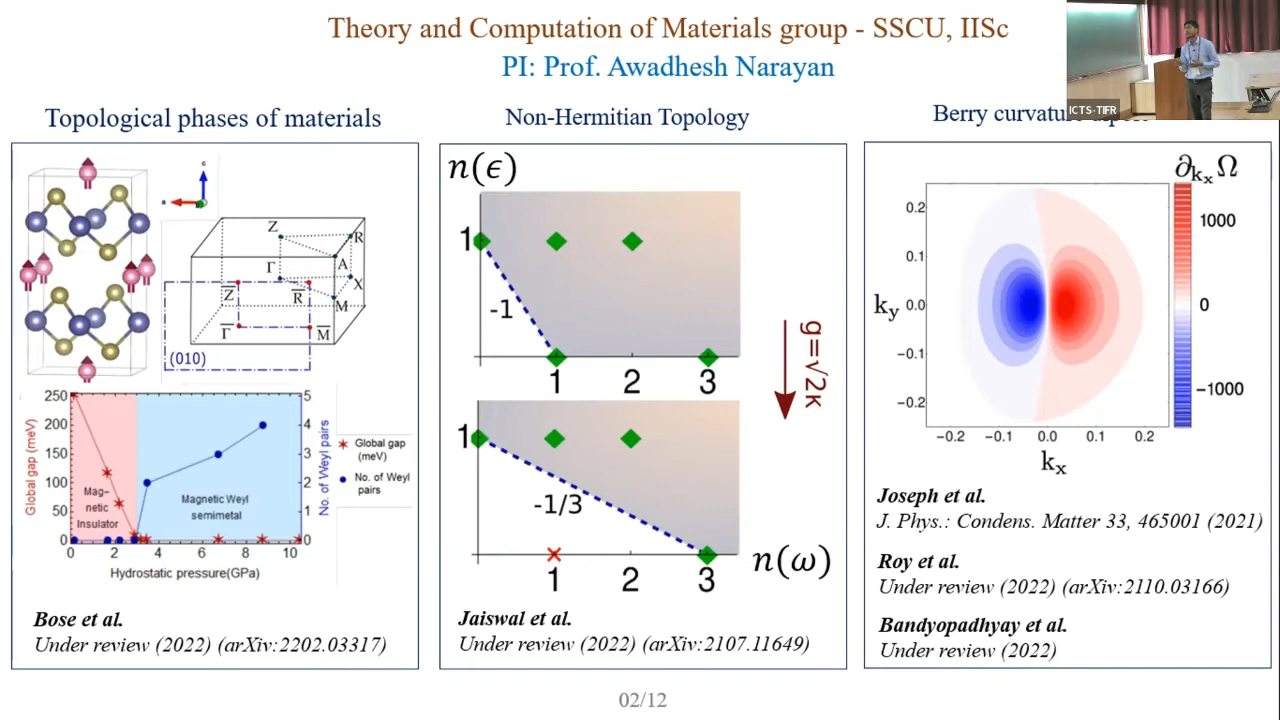 Theory and Computation of Materials group - SSCU, IISc
PI: Prof. Awadhesh Narayan
ICTS-TIFR
Topological phases of materials
c
a
Z
R
Γ
A
X
M
Z
R
Γ
M
(010)
250
200
150
100
50
0
Global gap (meV)
5
4
3
2
1
0
No. of Weyl pairs
Mag-
netic
Insulator
Magnetic Weyl
semimetal
0 2 4 6 8 10
Hydrostatic pressure(GPa)
Global gap
(meV)
No. of Weyl
pairs
Bose et al.
Under review (2022) (arXiv:2202.03317)
Non-Hermitian Topology
n(ϵ)
1
-1
1 2 3
g=√2κ
1
-1/3
1 2 3
n(ω)
Jaiswal et al.
Under review (2022) (arXiv:2107.11649)
Berry curvature
∂kxΩ
1000
0
−1000
0.2
0.1
0.0
−0.1
−0.2
ky
−0.2 −0.1 0.0 0.1 0.2
kx
Joseph et al.
J. Phys.: Condens. Matter 33, 465001 (2021)
Roy et al.
Under review (2022) (arXiv:2110.03166)
Bandyopadhyay et al.
Under review (2022)
02/12